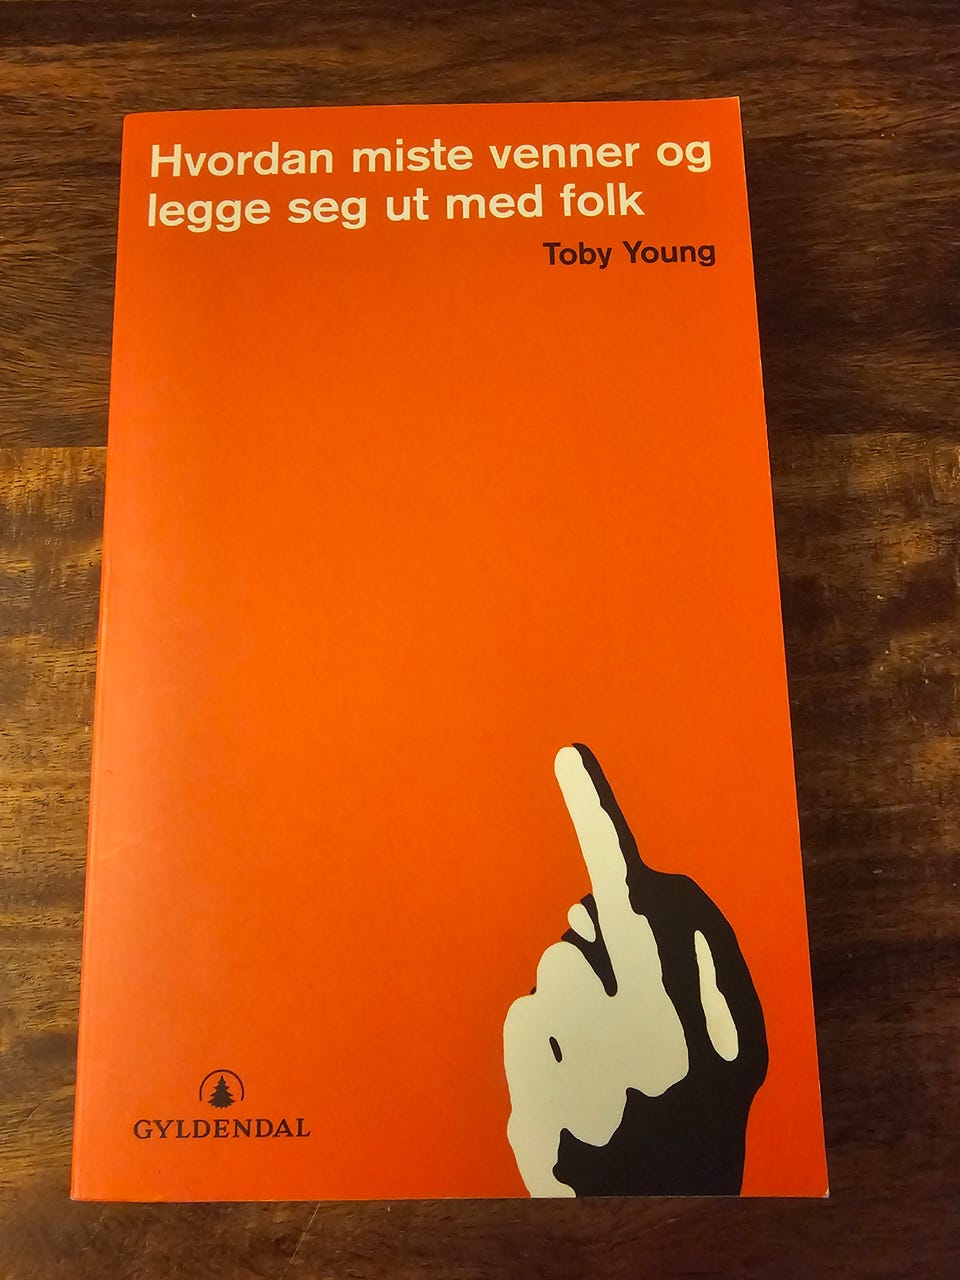 Hvordan miste venner og
legge seg ut med folk
Toby Young
GYLDENDAL